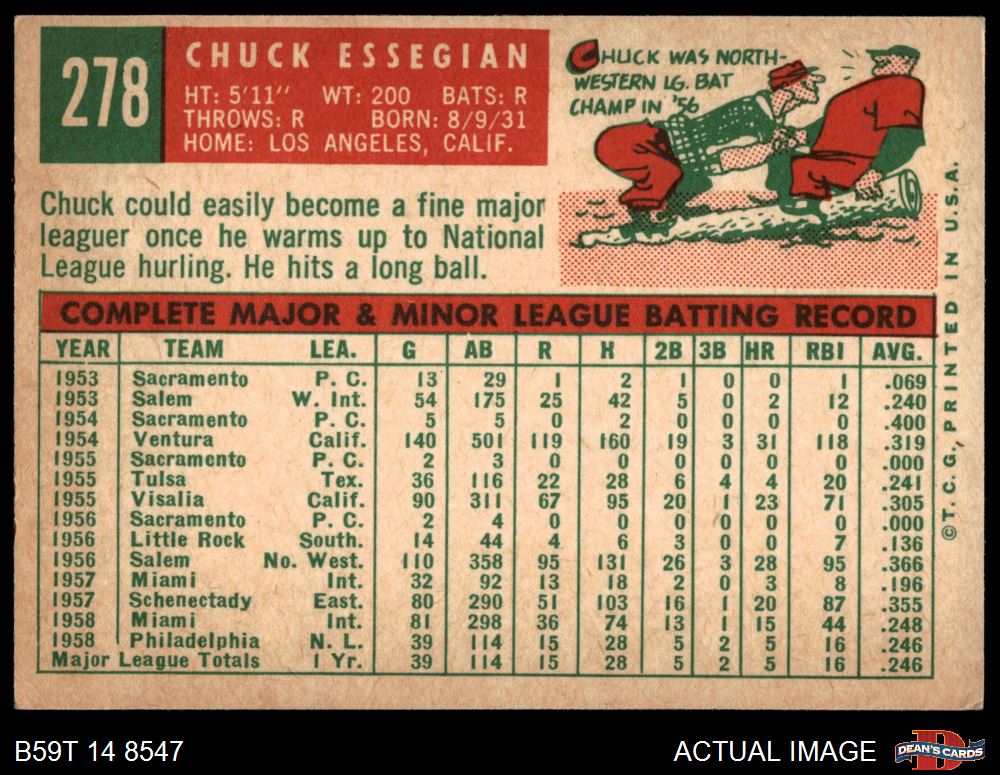 278
CHUCK ESSEGIAN
HT: 5'11" WT: 200 BATS: R
THROWS: R BORN: 8/9/31
HOME: LOS ANGELES, CALIF.
CHUCK WAS NORTH-
WESTERN LG. BAT
CHAMP IN '56
Chuck could easily become a fine major
leaguer once he warms up to National
League hurling. He hits a long ball.
COMPLETE MAJOR & MINOR LEAGUE BATTING RECORD
YEAR TEAM LEA. G AB R H 2B 3B HR RBI AVG.
1953 Sacramento P. C. 13 29 1 2 1 0 0 1 .069
1953 Salem W. Int. 54 175 25 42 5 0 2 12 .240
1954 Sacramento P. C. 5 5 0 2 0 0 0 0 .400
1954 Ventura Calif. 140 501 119 160 19 3 31 118 .319
1955 Sacramento P. C. 2 3 0 0 0 0 0 0 .000
1955 Tulsa Tex. 36 116 22 28 6 4 4 20 .241
1955 Visalia Calif. 90 311 67 95 20 1 23 71 .305
1956 Sacramento P. C. 2 4 0 0 0 0 0 0 .000
1956 Little Rock South. 14 44 4 6 3 0 0 7 .136
1956 Salem No. West. 110 358 95 131 26 3 28 95 .366
1957 Miami Int. 32 92 13 18 2 0 3 8 .196
1957 Schenectady East. 80 290 51 103 16 1 20 87 .355
1958 Miami Int. 81 298 36 74 13 1 15 44 .248
1958 Philadelphia N. L. 39 114 15 28 5 2 5 16 .246
Major League Totals 1 Yr. 39 114 15 28 5 2 5 16 .246
© T. C. G., PRINTED IN U.S.A.
B59T 14 8547
ACTUAL IMAGE
DEAN'S CARDS